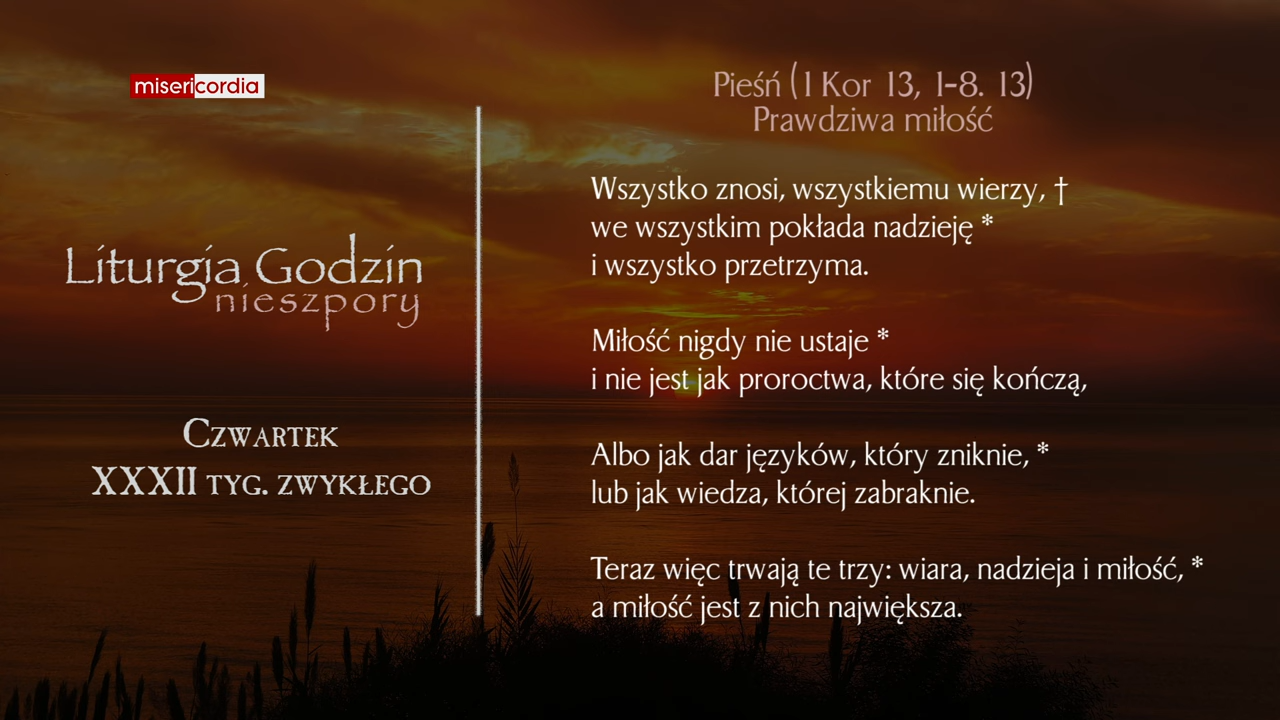 misericordia
Liturgia Godzin
nieszpory
Czwartek
XXXII tyg. zwykłego
Pieśń (1 Kor 13, 1-8. 13)
Prawdziwa miłość
Wszystko znosi, wszystkiemu wierzy, †
we wszystkim pokłada nadzieję *
i wszystko przetrzyma.
Miłość nigdy nie ustaje *
i nie jest jak proroctwa, które się kończą,
Albo jak dar języków, który zniknie, *
lub jak wiedza, której zabraknie.
Teraz więc trwają te trzy: wiara, nadzieja i miłość, *
a miłość jest z nich największa.